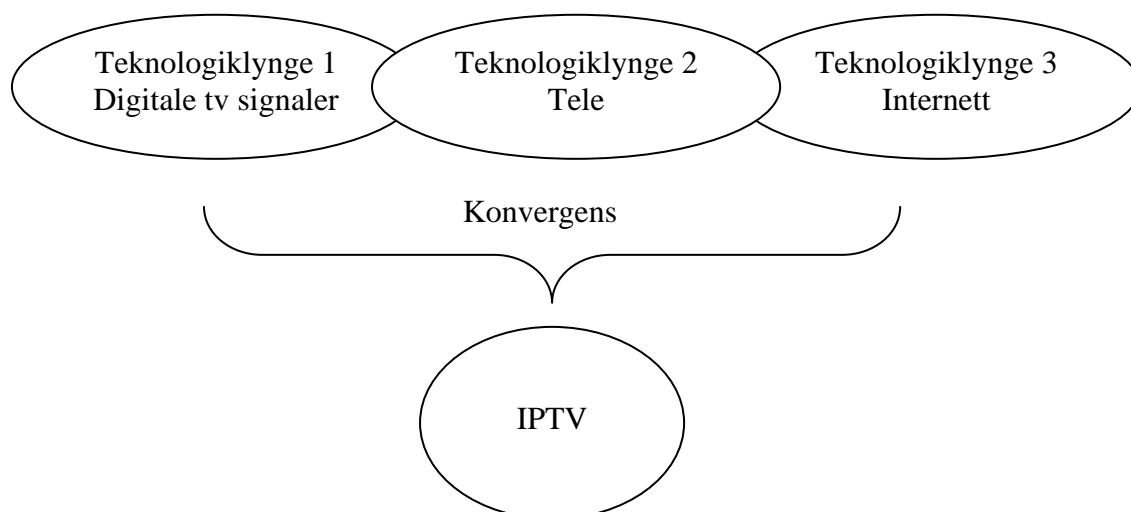 Teknologiklynge 1
Digitale tv signaler
Teknologiklynge 2
Tele
Teknologiklynge 3
Internett
Konvergens
IPTV